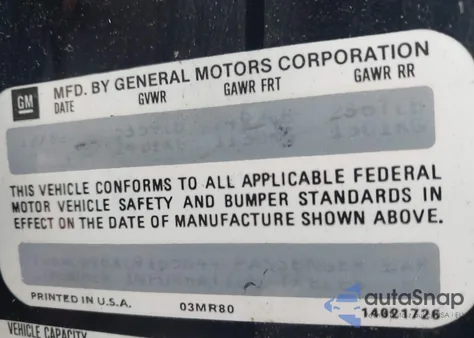 GM MFD. BY GENERAL MOTORS CORPORATION
DATE GVWR GAWR FRT GAWR RR
THIS VEHICLE CONFORMS TO ALL APPLICABLE FEDERAL
MOTOR VEHICLE SAFETY AND BUMPER STANDARDS IN
EFFECT ON THE DATE OF MANUFACTURE SHOWN ABOVE.
PRINTED IN U.S.A. 03MR80 14021726
autoSnap
VEHICLE CAPACITY